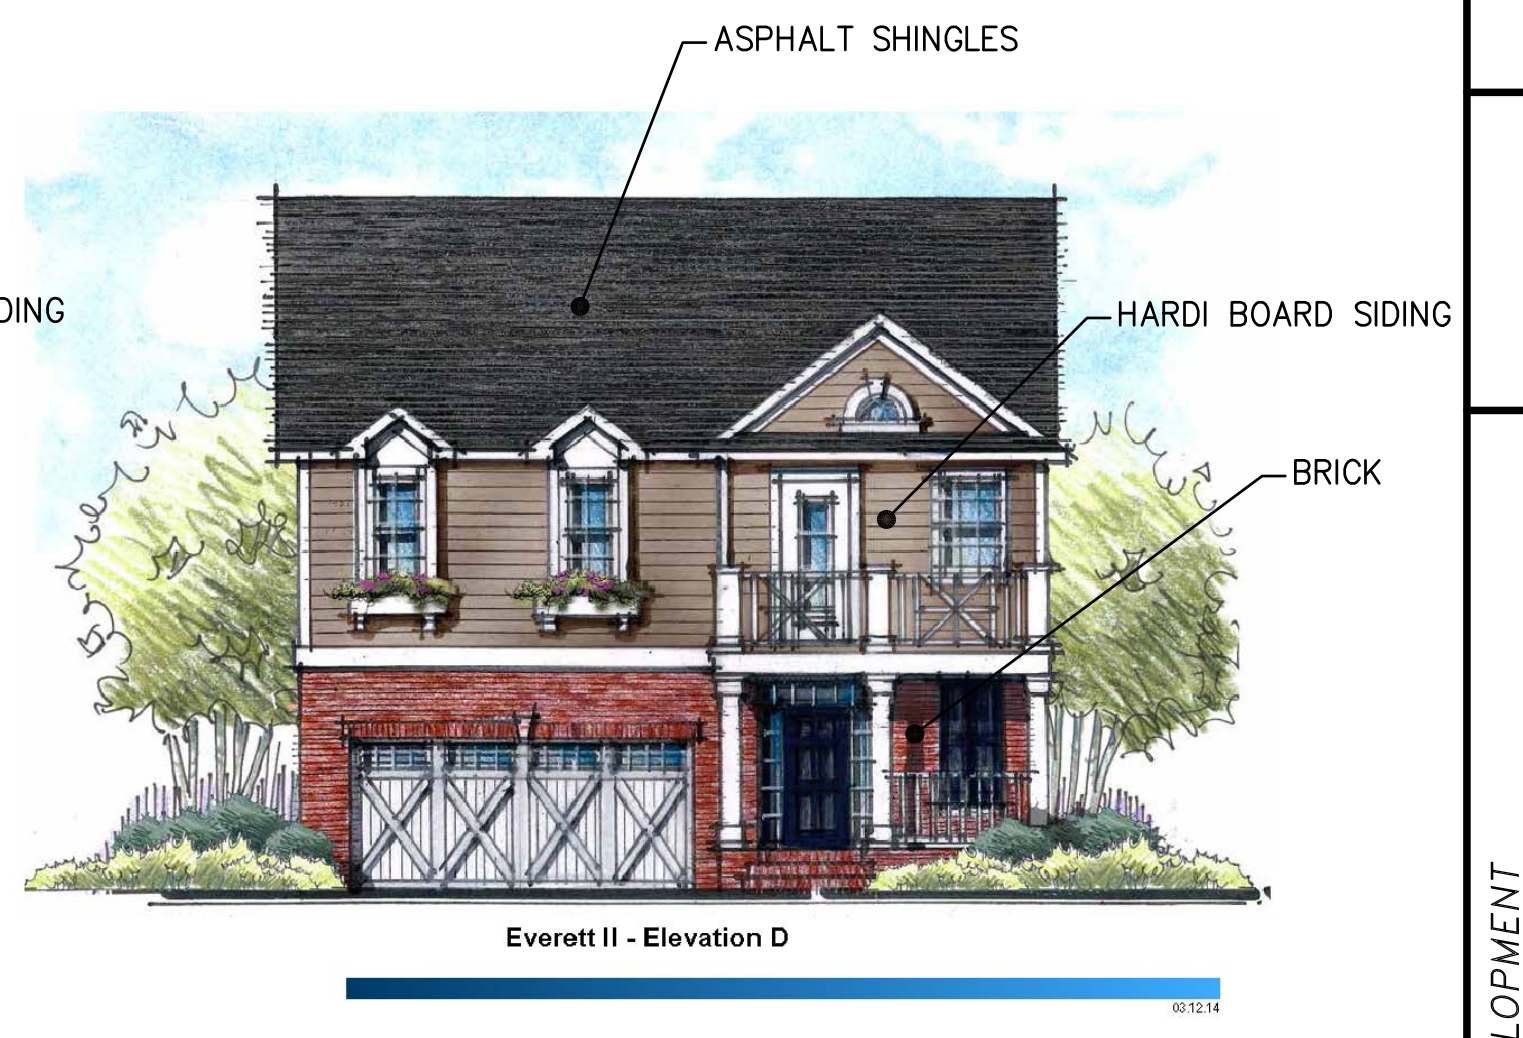 ASPHALT SHINGLES
DING
HARDI BOARD SIDING
BRICK
LOPMENT
Everett II - Elevation D
03.12.14